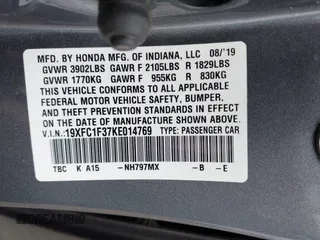 MFD. BY HONDA MFG. OF INDIANA, LLC 08/'19
GVWR 3902LBS GAWR F 2105LBS R 1829LBS
GVWR 1770KG GAWR F 955KG R 830KG
THIS VEHICLE CONFORMS TO ALL APPLICABLE
FEDERAL MOTOR VEHICLE SAFETY, BUMPER,
AND THEFT PREVENTION STANDARDS IN EFFECT
ON THE DATE OF MANUFACTURE SHOWN ABOVE.
V.I.N.:19XFC1F37KE014769 TYPE: PASSENGER CAR
TBC K A15 -NH797MX -B -E